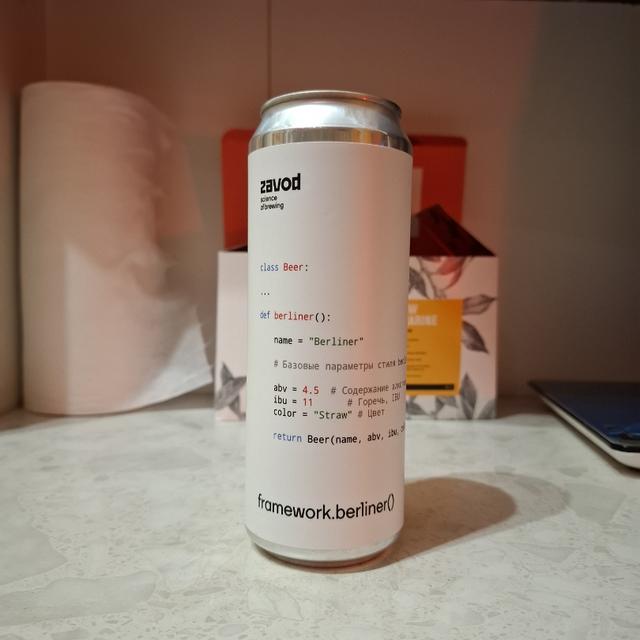 zavod
science
of brewing
class Beer:
...
def berliner():
name = "Berliner"
# Базовые параметры стиля
abv = 4.5 # Содержание
ibu = 11 # Горечь, IBU
color = "Straw" # Цвет
return Beer(name, abv, ibu,
framework.berliner()